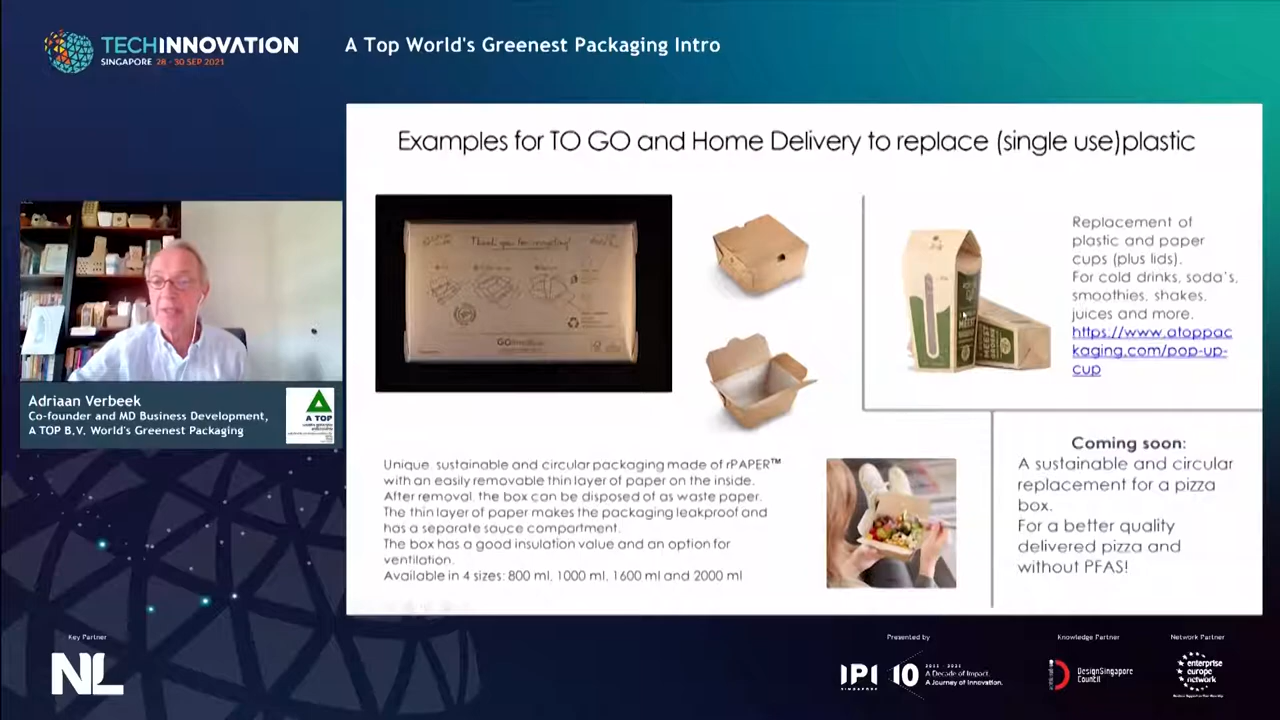 TECHINNOVATION
SINGAPORE 28 - 30 SEP 2021
A Top World's Greenest Packaging Intro
Examples for TO GO and Home Delivery to replace (single use)plastic
Thank you for recycling!
Replacement of
plastic and paper
cups (plus lids).
For cold drinks, soda's,
smoothies, shakes,
juices and more.
https://www.atoppac
kaging.com/pop-up-
cup
Adriaan Verbeek
Co-founder and MD Business Development,
A TOP B.V. World's Greenest Packaging
A TOP
Unique, sustainable and circular packaging made of rPAPER™
with an easily removable thin layer of paper on the inside.
After removal, the box can be disposed of as waste paper.
The thin layer of paper makes the packaging leakproof and
has a separate sauce compartment.
The box has a good insulation value and an option for
ventilation.
Available in 4 sizes: 800 ml, 1000 ml, 1600 ml and 2000 ml
Coming soon:
A sustainable and circular
replacement for a pizza
box.
For a better quality
delivered pizza and
without PFAS!
Key Partner
NL
Presented by
IPI
SINGAPORE
10
2011 - 2021
A Decade of Impact.
A Journey of Innovation.
Knowledge Partner
DesignSingapore
Council
Network Partner
enterprise
europe
network